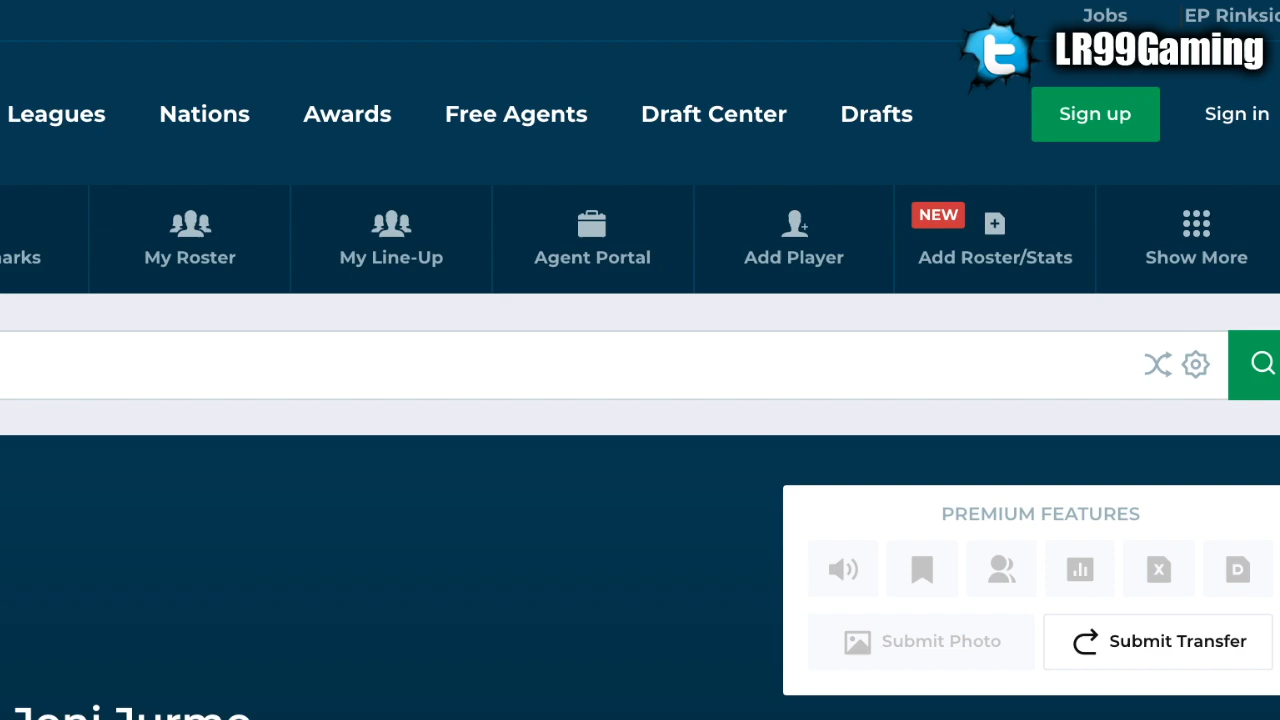 Jobs EP Rinksi
LR99Gaming
Leagues Nations Awards Free Agents Draft Center Drafts Sign up Sign in
NEW
arks My Roster My Line-Up Agent Portal Add Player Add Roster/Stats Show More
PREMIUM FEATURES
X D
Submit Photo Submit Transfer
Joni Jurmo